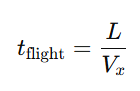 t_flight = L / V_x